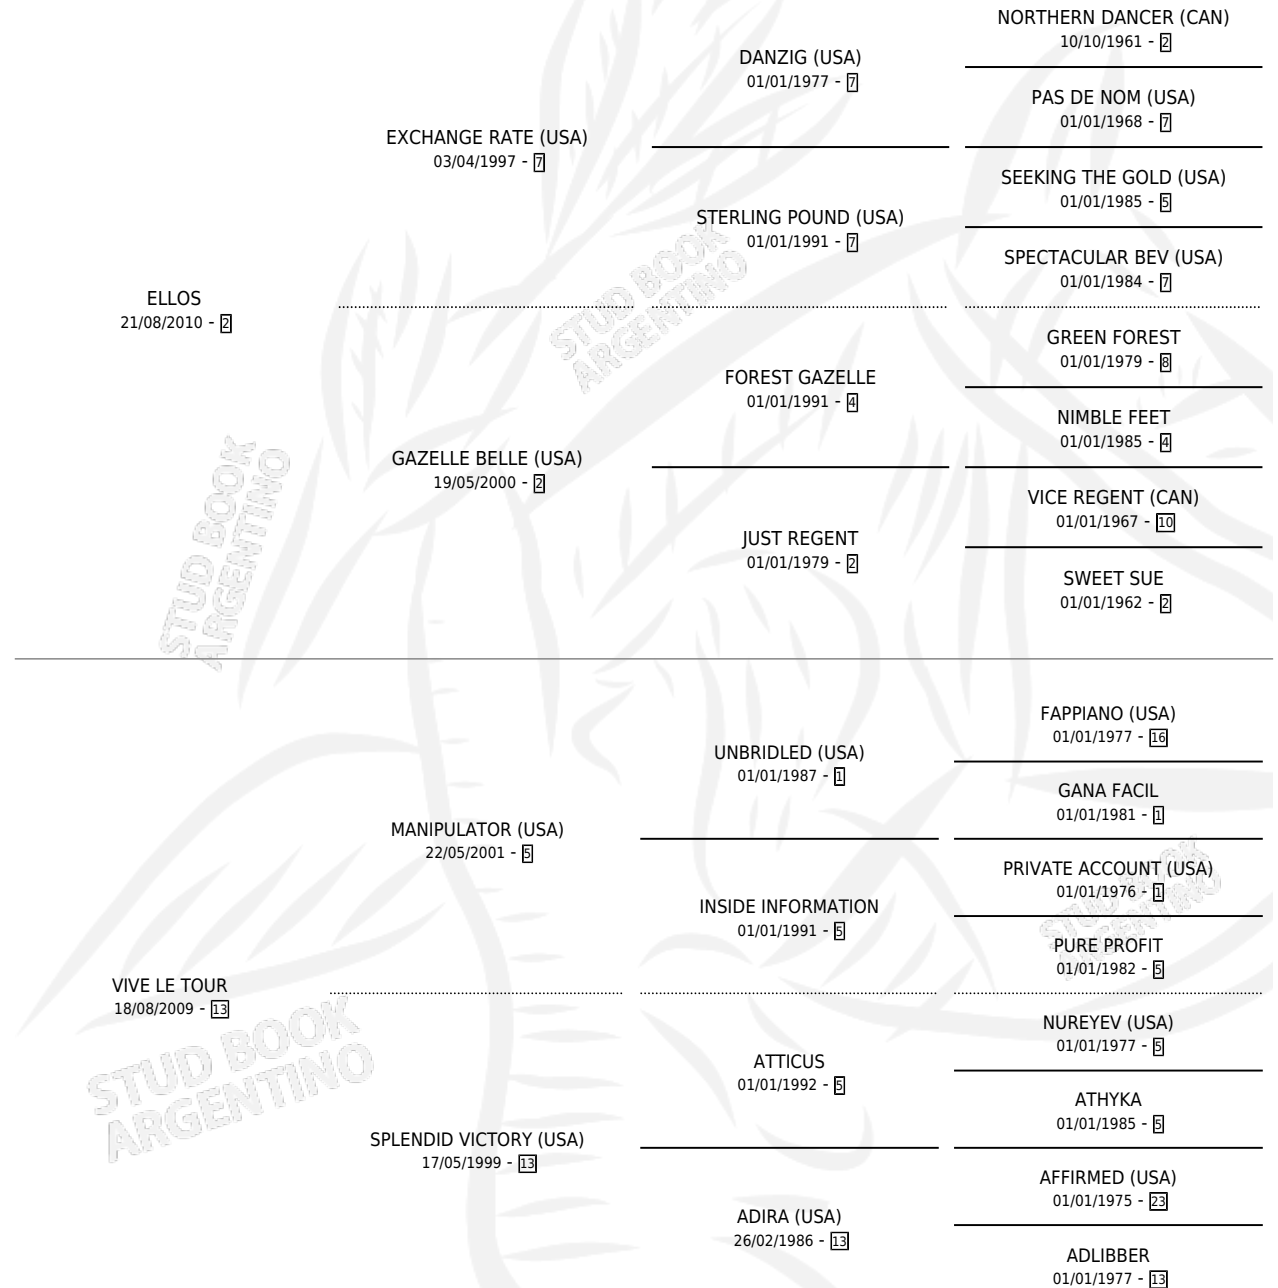 NORTHERN DANCER (CAN)
10/10/1961 - 2
DANZIG (USA)
01/01/1977 - 7
PAS DE NOM (USA)
01/01/1968 - 7
EXCHANGE RATE (USA)
03/04/1997 - 7
SEEKING THE GOLD (USA)
01/01/1985 - 5
STERLING POUND (USA)
01/01/1991 - 7
SPECTACULAR BEV (USA)
01/01/1984 - 7
ELLOS
21/08/2010 - 2
GREEN FOREST
01/01/1979 - 8
FOREST GAZELLE
01/01/1991 - 4
NIMBLE FEET
01/01/1985 - 4
GAZELLE BELLE (USA)
19/05/2000 - 2
VICE REGENT (CAN)
01/01/1967 - 10
JUST REGENT
01/01/1979 - 2
SWEET SUE
01/01/1962 - 2
STUD BOOK
ARGENTINO
STUD BOOK
ARGENTINO
FAPPIANO (USA)
01/01/1977 - 16
UNBRIDLED (USA)
01/01/1987 - 1
GANA FACIL
01/01/1981 - 1
MANIPULATOR (USA)
22/05/2001 - 5
PRIVATE ACCOUNT (USA)
01/01/1976 - 1
INSIDE INFORMATION
01/01/1991 - 5
PURE PROFIT
01/01/1982 - 5
VIVE LE TOUR
18/08/2009 - 13
NUREYEV (USA)
01/01/1977 - 5
ATTICUS
01/01/1992 - 5
ATHYKA
01/01/1985 - 5
SPLENDID VICTORY (USA)
17/05/1999 - 13
AFFIRMED (USA)
01/01/1975 - 23
ADIRA (USA)
26/02/1986 - 13
ADLIBBER
01/01/1977 - 13
STUD BOOK
ARGENTINO
STUD BOOK
ARGENTINO